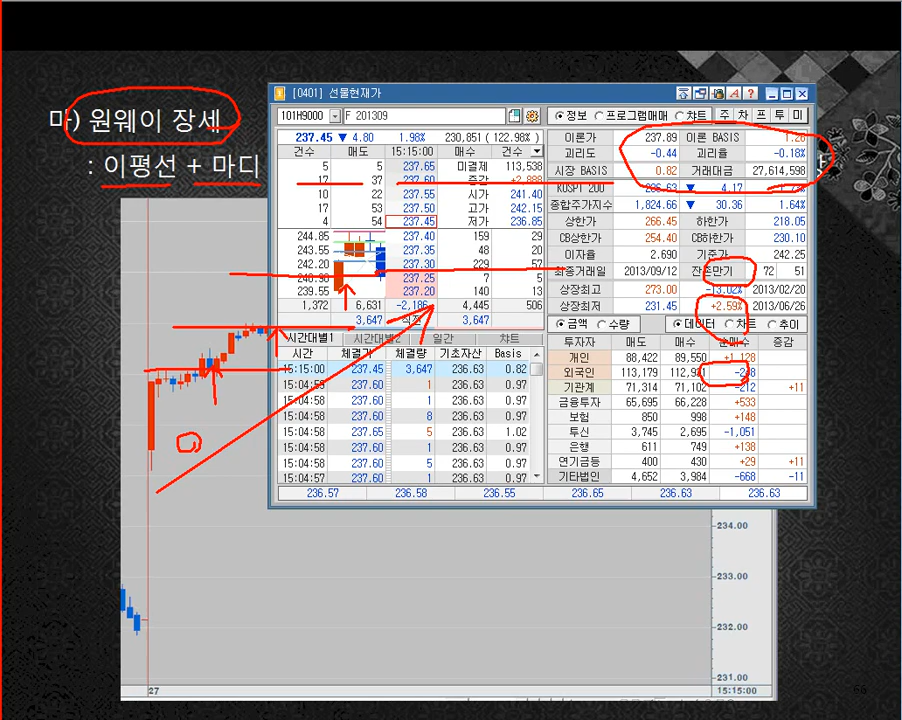 마) 원웨이 장세
: 이평선 + 마디
[0401] 선물현재가
101H9000 F 201309 정보 프로그램매매 챠트 주 차 프 투 미
237.45 ▼ 4.80 1.98% 230,851 ( 122.98% ) 이론가 237.89 이론 BASIS 1.26
건수 매도 15:15:00 매수 건수 괴리도 -0.44 괴리율 -0.18%
5 5 237.65 미결제 113,538 시장 BASIS 0.82 거래대금 27,614,598
17 37 237.60 증감 +2,888 KOSPI 200 236.63 ▼ 4.17
10 22 237.55 시가 241.40 종합주가지수 1,824.66 ▼ 30.36 1.64%
17 53 237.50 고가 242.15 상한가 266.45 하한가 218.05
4 54 237.45 저가 236.85 CB상한가 254.40 CB하한가 230.10
244.85 237.40 159 29 이자율 2.690 기준가 242.25
243.55 237.35 48 20 최종거래일 2013/09/12 잔존만기 72 51
242.20 237.30 229 57 상장최고 273.00 -13.02% 2013/02/20
240.85 237.25 7 5 상장최저 231.45 +2.59% 2013/06/26
239.55 237.20 140 13
1,372 6,631 -2,186 4,445 506
3,647 직전 3,647
금액 수량 데이터 챠트 추이
시간대별1 시간대별2 일간 챠트
투자자 매도 매수 순매수 증감
시간 체결가 체결량 기초자산 Basis
개인 88,422 89,550 +1,128
15:15:00 237.45 3,647 236.63 0.82
외국인 113,179
15:04:59 237.60 1 236.63 0.97
기관계 71,314 71,102 -212 +11
15:04:58 237.60 1 236.63 0.97
금융투자 65,695 66,228 +533
15:04:58 237.60 8 236.63 0.97
보험 850 998 +148
15:04:58 237.65 5 236.63 1.02
투신 3,745 2,695 -1,051
15:04:58 237.60 1 236.63 0.97
은행 611 749 +138
15:04:58 237.60 5 236.63 0.97
연기금등 400 430 +29 +11
15:04:57 237.60 1 236.63 0.97
기타법인 4,652 3,984 -668 -11
236.57 236.58 236.55 236.65 236.63 236.63
234.00
233.00
232.00
231.00
27 15:15:00